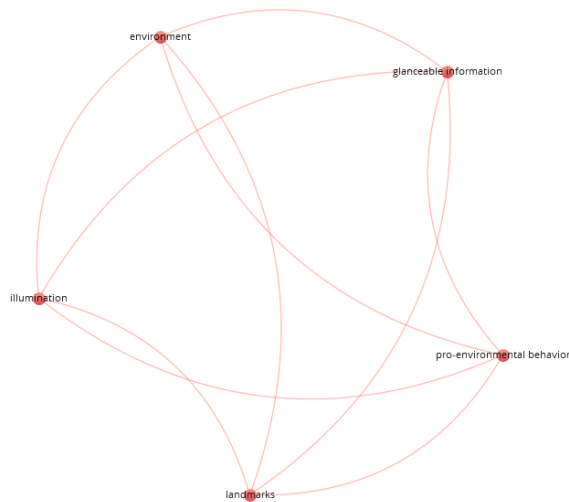 environment
glanceable information
illumination
pro-environmental behavior
landmarks